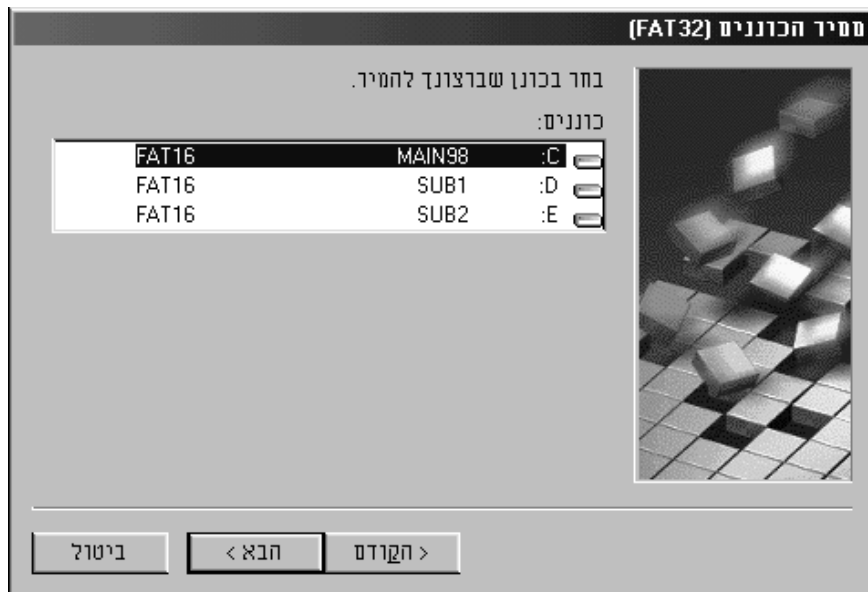 ממיר הכוננים (FAT32)
בחר בכונן שברצונך להמיר.
כוננים:
C: MAIN98 FAT16
D: SUB1 FAT16
E: SUB2 FAT16
< הקודם הבא > ביטול